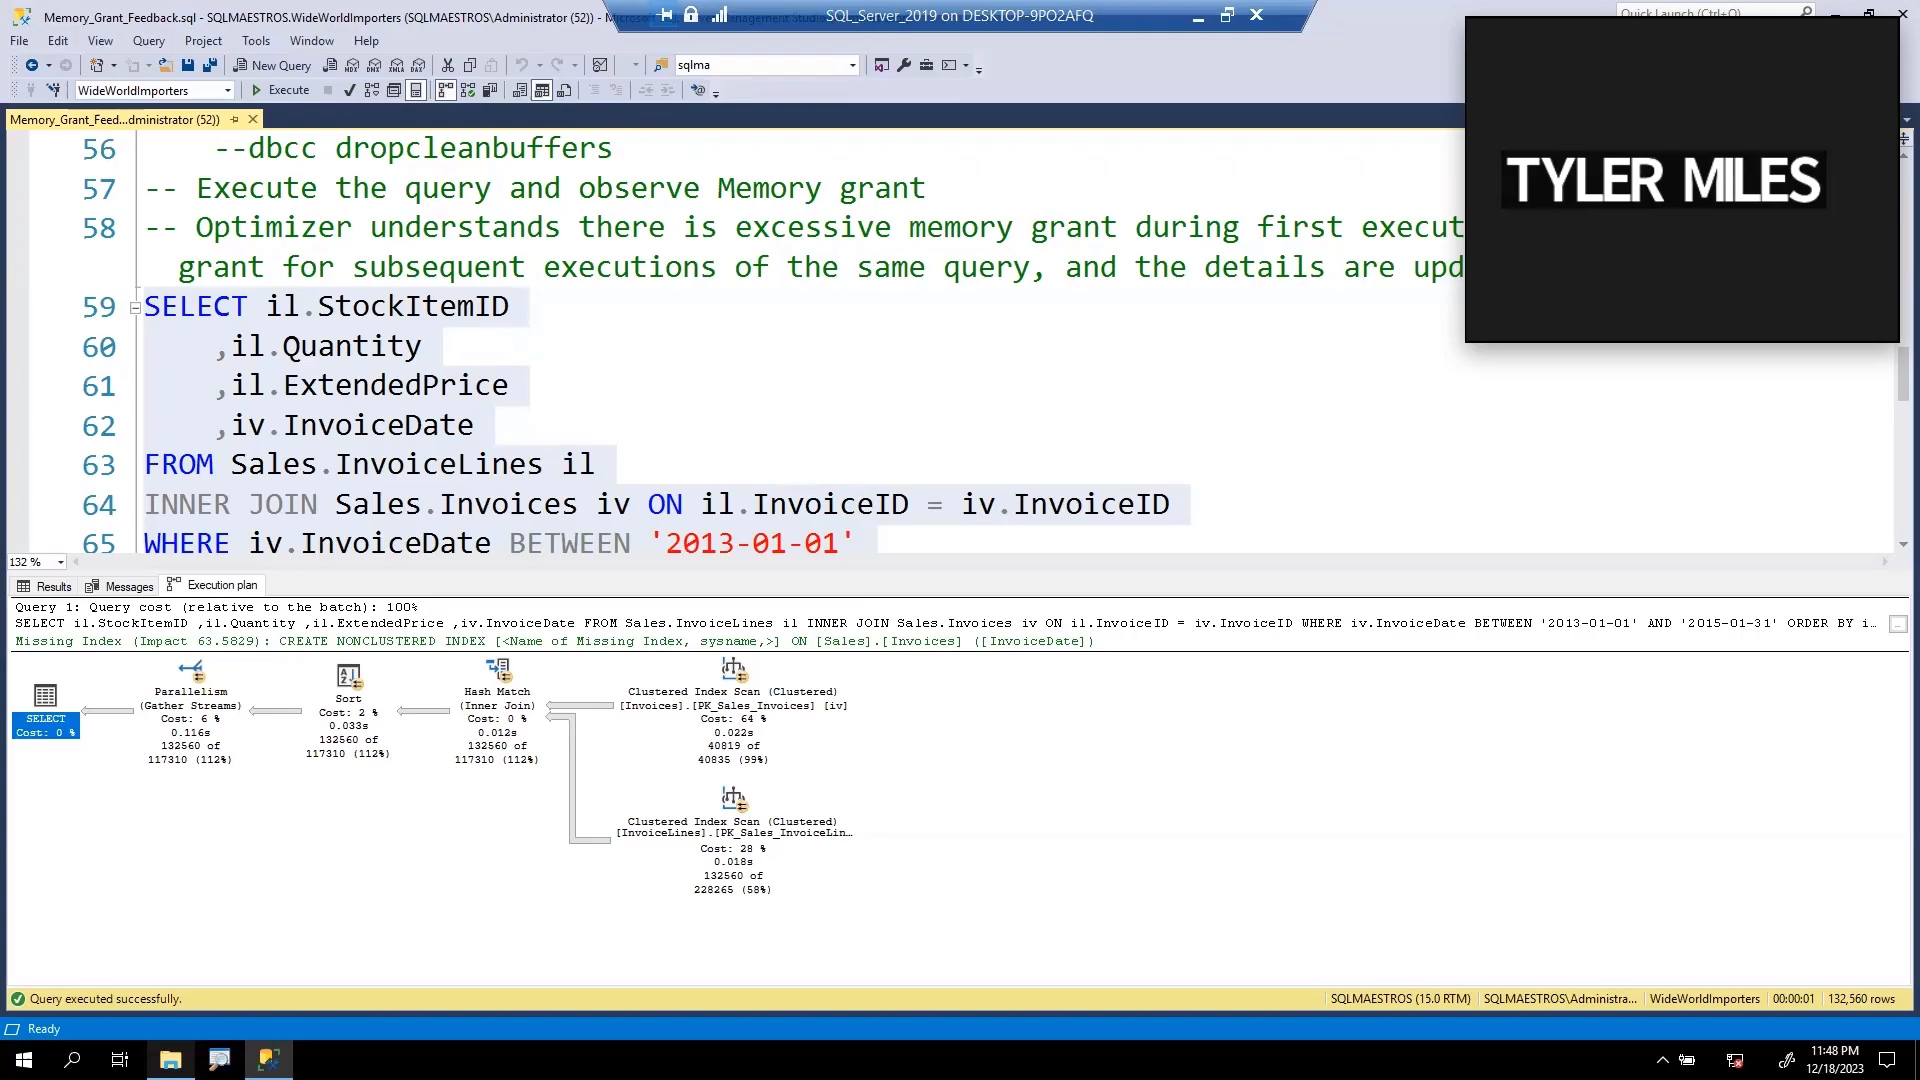 Memory_Grant_Feedback.sql - SQLMAESTROS.WideWorldImporters (SQLMAESTROS\Administrator (52)) -
SQL_Server_2019 on DESKTOP-9PO2AFQ
Quick Launch (Ctrl+Q)
File Edit View Query Project Tools Window Help
New Query
sqlma
WideWorldImporters
Execute
Memory_Grant_Feed...dministrator (52))
TYLER MILES
56 --dbcc dropcleanbuffers
57 -- Execute the query and observe Memory grant
58 -- Optimizer understands there is excessive memory grant during first execut
grant for subsequent executions of the same query, and the details are upd
59 SELECT il.StockItemID
60 ,il.Quantity
61 ,il.ExtendedPrice
62 ,iv.InvoiceDate
63 FROM Sales.InvoiceLines il
64 INNER JOIN Sales.Invoices iv ON il.InvoiceID = iv.InvoiceID
65 WHERE iv.InvoiceDate BETWEEN '2013-01-01'
132 %
Results Messages Execution plan
Query 1: Query cost (relative to the batch): 100%
SELECT il.StockItemID ,il.Quantity ,il.ExtendedPrice ,iv.InvoiceDate FROM Sales.InvoiceLines il INNER JOIN Sales.Invoices iv ON il.InvoiceID = iv.InvoiceID WHERE iv.InvoiceDate BETWEEN '2013-01-01' AND '2015-01-31' ORDER BY i...
Missing Index (Impact 63.5829): CREATE NONCLUSTERED INDEX [<Name of Missing Index, sysname,>] ON [Sales].[Invoices] ([InvoiceDate])
SELECT
Cost: 0 %
Parallelism
(Gather Streams)
Cost: 6 %
0.116s
132560 of
117310 (112%)
Sort
Cost: 2 %
0.033s
132560 of
117310 (112%)
Hash Match
(Inner Join)
Cost: 0 %
0.012s
132560 of
117310 (112%)
Clustered Index Scan (Clustered)
[Invoices].[PK_Sales_Invoices] [iv]
Cost: 64 %
0.022s
40819 of
40835 (99%)
Clustered Index Scan (Clustered)
[InvoiceLines].[PK_Sales_InvoiceLin...
Cost: 28 %
0.018s
132560 of
228265 (58%)
Query executed successfully.
SQLMAESTROS (15.0 RTM) SQLMAESTROS\Administra... WideWorldImporters 00:00:01 132,560 rows
Ready
11:48 PM
12/18/2023